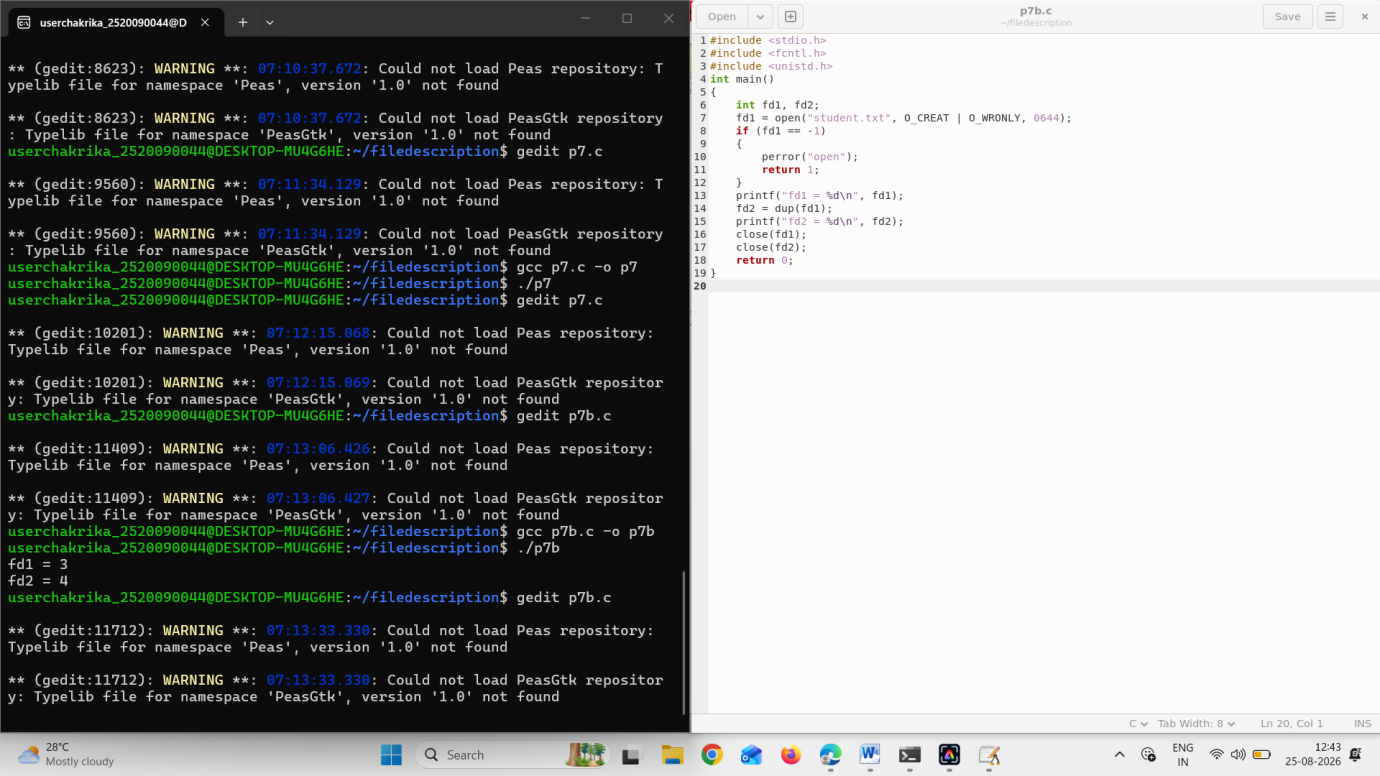 userchakrika_2520090044@D
** (gedit:8623): WARNING **: 07:10:37.672: Could not load Peas repository: T
ypelib file for namespace 'Peas', version '1.0' not found
** (gedit:8623): WARNING **: 07:10:37.672: Could not load PeasGtk repository
: Typelib file for namespace 'PeasGtk', version '1.0' not found
userchakrika_2520090044@DESKTOP-MU4G6HE:~/filedescription$ gedit p7.c
** (gedit:9560): WARNING **: 07:11:34.129: Could not load Peas repository: T
ypelib file for namespace 'Peas', version '1.0' not found
** (gedit:9560): WARNING **: 07:11:34.129: Could not load PeasGtk repository
: Typelib file for namespace 'PeasGtk', version '1.0' not found
userchakrika_2520090044@DESKTOP-MU4G6HE:~/filedescription$ gcc p7.c -o p7
userchakrika_2520090044@DESKTOP-MU4G6HE:~/filedescription$ ./p7
userchakrika_2520090044@DESKTOP-MU4G6HE:~/filedescription$ gedit p7.c
** (gedit:10201): WARNING **: 07:12:15.068: Could not load Peas repository:
Typelib file for namespace 'Peas', version '1.0' not found
** (gedit:10201): WARNING **: 07:12:15.069: Could not load PeasGtk repositor
y: Typelib file for namespace 'PeasGtk', version '1.0' not found
userchakrika_2520090044@DESKTOP-MU4G6HE:~/filedescription$ gedit p7b.c
** (gedit:11409): WARNING **: 07:13:06.426: Could not load Peas repository:
Typelib file for namespace 'Peas', version '1.0' not found
** (gedit:11409): WARNING **: 07:13:06.427: Could not load PeasGtk repositor
y: Typelib file for namespace 'PeasGtk', version '1.0' not found
userchakrika_2520090044@DESKTOP-MU4G6HE:~/filedescription$ gcc p7b.c -o p7b
userchakrika_2520090044@DESKTOP-MU4G6HE:~/filedescription$ ./p7b
fd1 = 3
fd2 = 4
userchakrika_2520090044@DESKTOP-MU4G6HE:~/filedescription$ gedit p7b.c
** (gedit:11712): WARNING **: 07:13:33.330: Could not load Peas repository:
Typelib file for namespace 'Peas', version '1.0' not found
** (gedit:11712): WARNING **: 07:13:33.330: Could not load PeasGtk repositor
y: Typelib file for namespace 'PeasGtk', version '1.0' not found
Open
p7b.c
~/filedescription
Save
1 #include <stdio.h>
2 #include <fcntl.h>
3 #include <unistd.h>
4 int main()
5 {
6     int fd1, fd2;
7     fd1 = open("student.txt", O_CREAT | O_WRONLY, 0644);
8     if (fd1 == -1)
9     {
10         perror("open");
11         return 1;
12     }
13     printf("fd1 = %d\n", fd1);
14     fd2 = dup(fd1);
15     printf("fd2 = %d\n", fd2);
16     close(fd1);
17     close(fd2);
18     return 0;
19 }
20
C Tab Width: 8 Ln 20, Col 1 INS
28°C
Mostly cloudy
Search
ENG
IN
12:43
25-08-2026